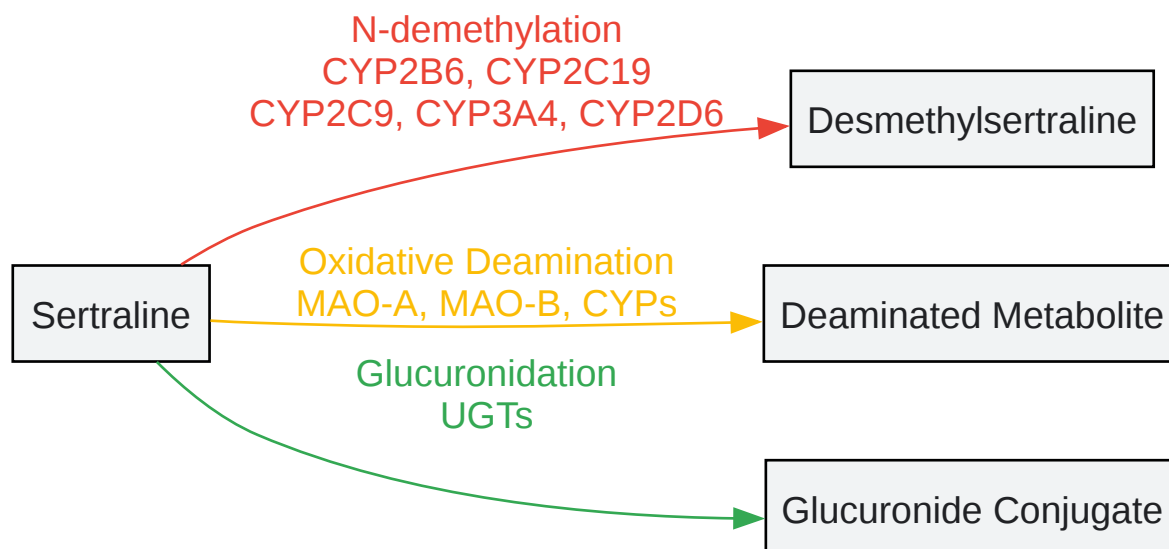 N-demethylation
CYP2B6, CYP2C19
CYP2C9, CYP3A4, CYP2D6
Desmethylsertraline
Sertraline
Oxidative Deamination
MAO-A, MAO-B, CYPs
Deaminated Metabolite
Glucuronidation
UGTs
Glucuronide Conjugate